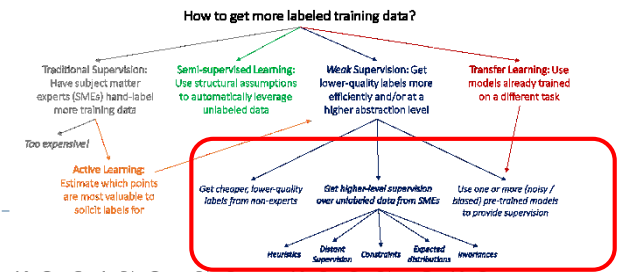 How to get more labeled training data?
Traditional Supervision:
Have subject matter
experts (SMEs) hand-label
more training data
Semi-supervised Learning:
Use structural assumptions
to automatically leverage
unlabeled data
Weak Supervision: Get
lower-quality labels more
efficiently and/or at a
higher abstraction level
Transfer Learning: Use
models already trained
on a different task
Too expensive!
Active Learning:
Estimate which points
are most valuable to
solicit labels for
Get cheaper, lower-quality
labels from non-experts
Get higher-level supervision
over unlabeled data from SMEs
Use one or more (noisy /
biased) pre-trained models
to provide supervision
Heuristics
Distant
Supervision
Constraints
Expected
distributions
Invariances